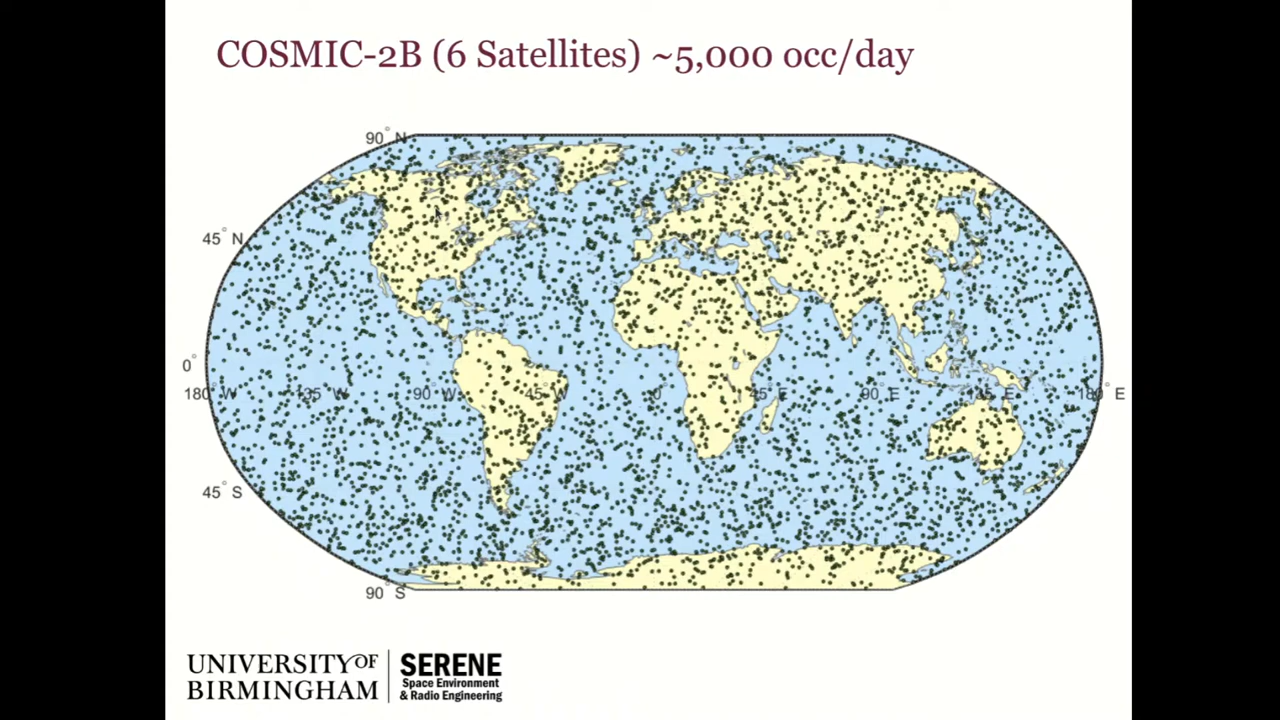 COSMIC-2B (6 Satellites) ~5,000 occ/day
90° N
45° N
0°
180° W 135° W 90° W 45° W 0° 45° E 90° E 135° E 180° E
45° S
90° S
UNIVERSITY OF
BIRMINGHAM
SERENE
Space Environment
& Radio Engineering